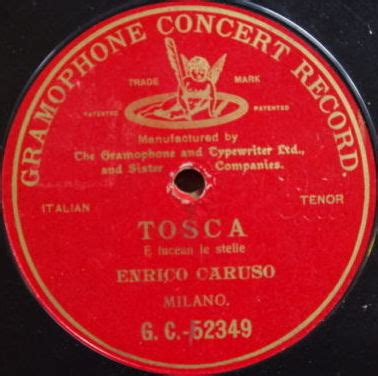 GRAMOPHONE CONCERT RECORD.
TRADE MARK
PATENTED PATENTED
Manufactured by
The Gramophone and Typewriter Ltd.,
and Sister Companies.
ITALIAN TENOR
TOSCA
E lucean le stelle
ENRICO CARUSO
MILANO.
G. C.-52349